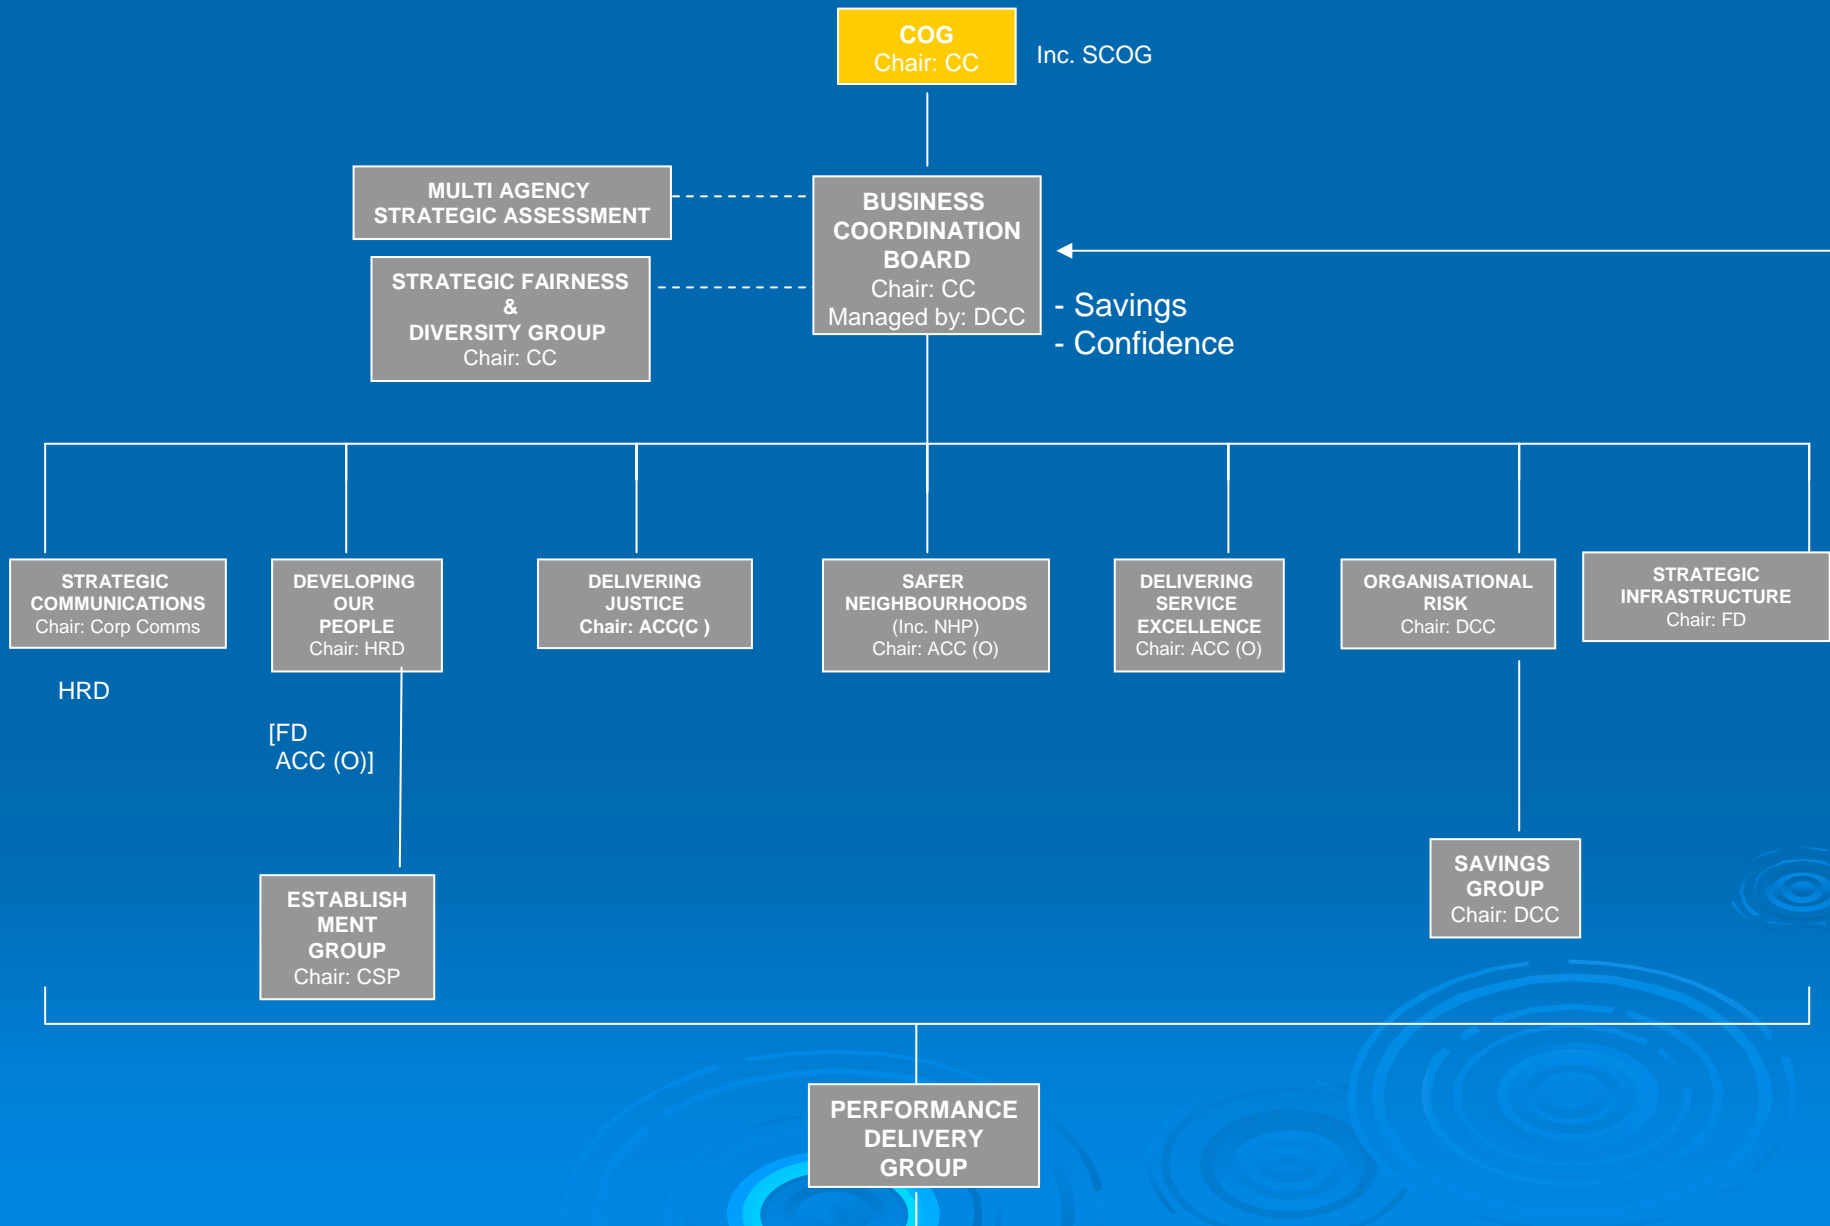 COG
Chair: CC
Inc. SCOG
MULTI AGENCY
STRATEGIC ASSESSMENT
STRATEGIC FAIRNESS
&
DIVERSITY GROUP
Chair: CC
BUSINESS
COORDINATION
BOARD
Chair: CC
Managed by: DCC
- Savings
- Confidence
STRATEGIC
COMMUNICATIONS
Chair: Corp Comms
HRD
DEVELOPING
OUR
PEOPLE
Chair: HRD
[FD
ACC (O)]
DELIVERING
JUSTICE
Chair: ACC(C )
SAFER
NEIGHBOURHOODS
(Inc. NHP)
Chair: ACC (O)
DELIVERING
SERVICE
EXCELLENCE
Chair: ACC (O)
ORGANISATIONAL
RISK
Chair: DCC
STRATEGIC
INFRASTRUCTURE
Chair: FD
ESTABLISH
MENT
GROUP
Chair: CSP
SAVINGS
GROUP
Chair: DCC
PERFORMANCE
DELIVERY
GROUP